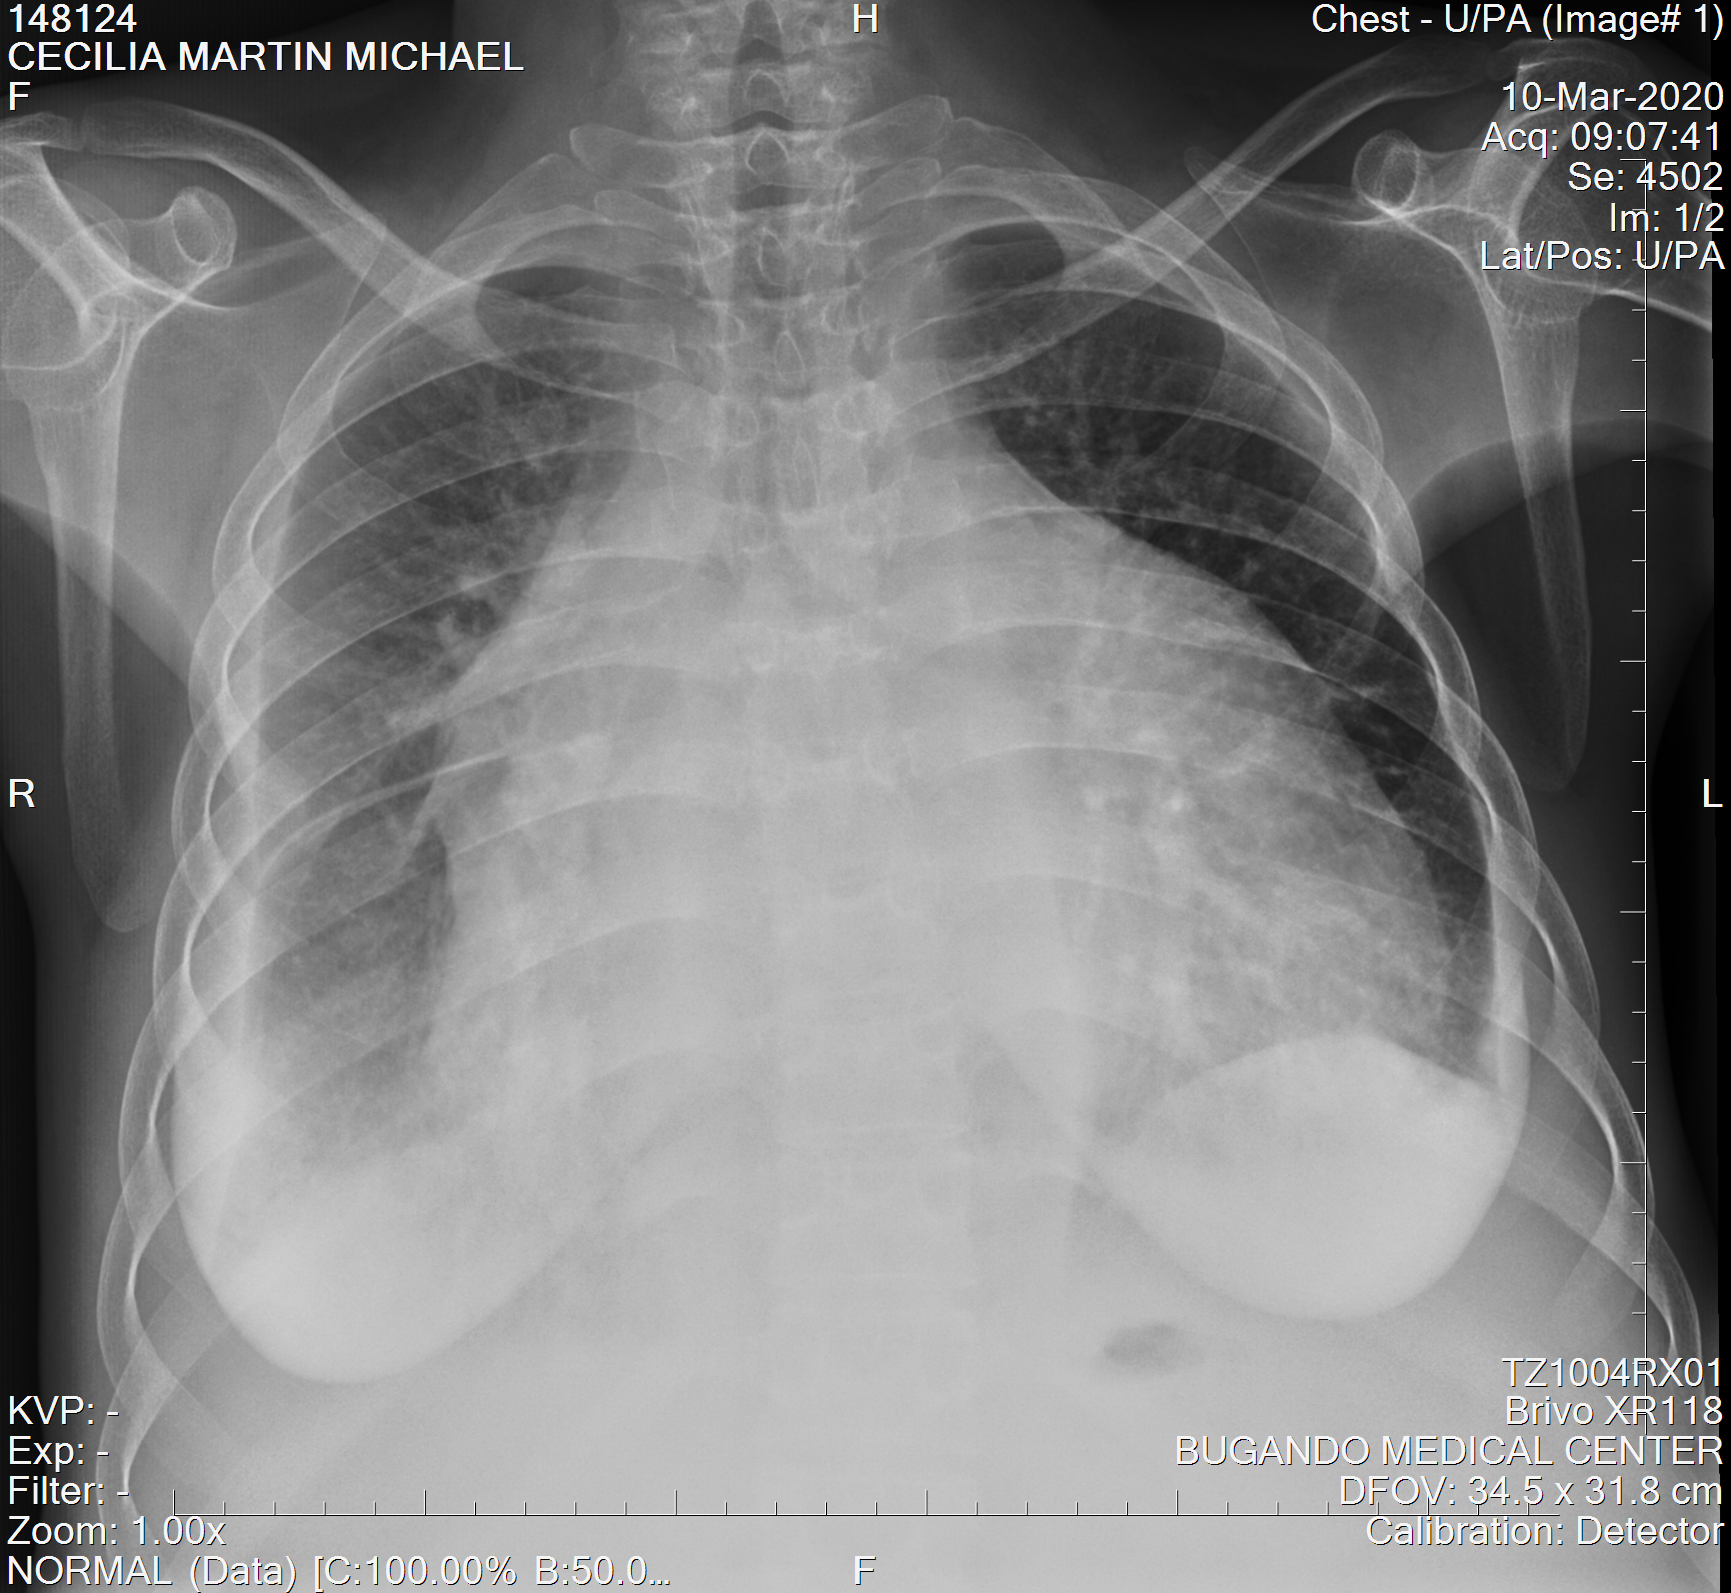 148124
CECILIA MARTIN MICHAEL
F
H
Chest - U/PA (Image# 1)
10-Mar-2020
Acq: 09:07:41
Se: 4502
Im: 1/2
Lat/Pos: U/PA
R
L
KVP: -
Exp: -
Filter: -
Zoom: 1.00x
NORMAL (Data) [C:100.00% B:50.0...
F
TZ1004RX01
Brivo XR118
BUGANDO MEDICAL CENTER
DFOV: 34.5 x 31.8 cm
Calibration: Detector